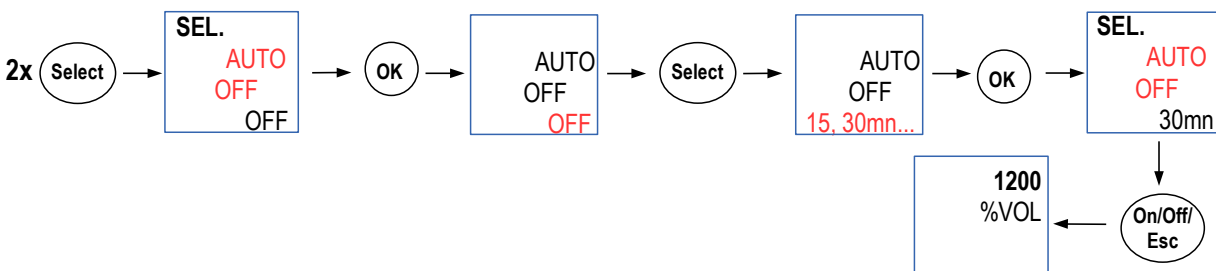 2x
Select
SEL.
AUTO
OFF
OFF
OK
AUTO
OFF
OFF
Select
AUTO
OFF
15, 30mn...
OK
SEL.
AUTO
OFF
30mn
On/Off/
Esc
1200
%VOL